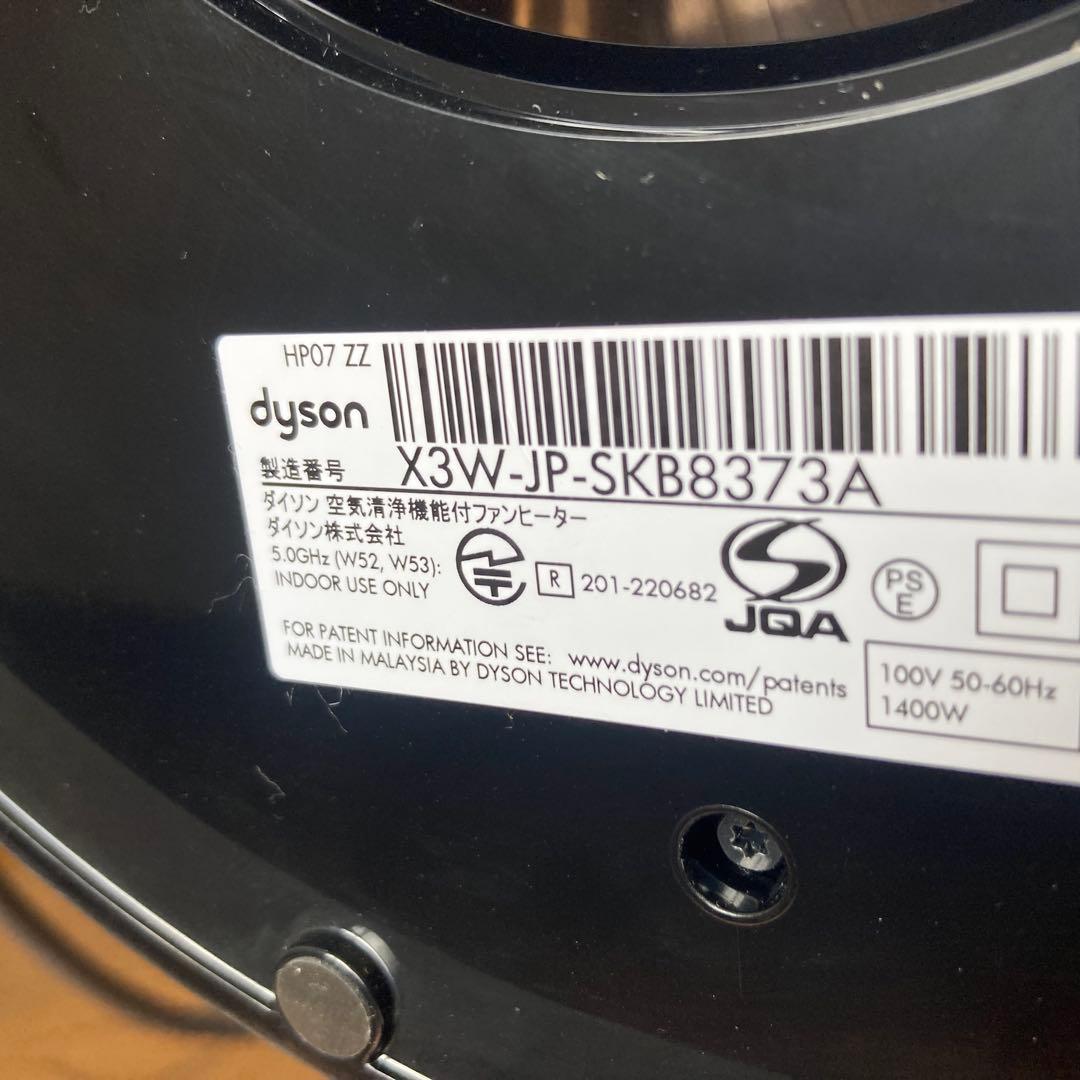 HP07 ZZ
dyson
製造番号 X3W-JP-SKB8373A
ダイソン 空気清浄機能付ファンヒーター
ダイソン株式会社
5.0GHz (W52, W53):
INDOOR USE ONLY
R 201-220682
JQA
PS
E
FOR PATENT INFORMATION SEE: www.dyson.com/patents
MADE IN MALAYSIA BY DYSON TECHNOLOGY LIMITED
100V 50-60Hz
1400W